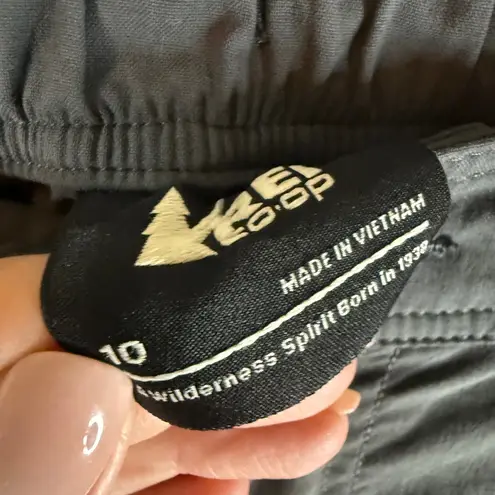 REI
CO·OP
MADE IN VIETNAM
10
A Wilderness Spirit Born in 1938